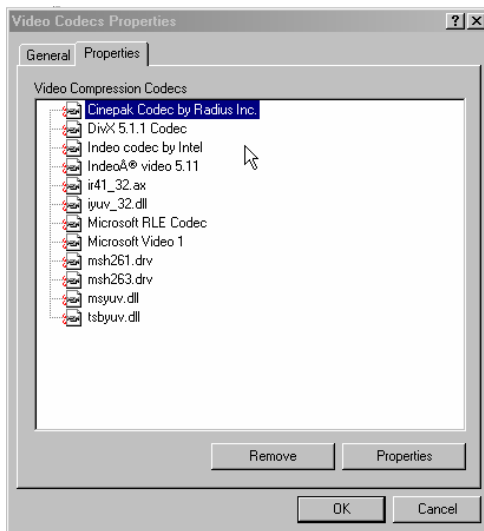 Video Codecs Properties
General Properties
Video Compression Codecs
Cinepak Codec by Radius Inc.
DivX 5.1.1 Codec
Indeo codec by Intel
IndeoÂ® video 5.11
ir41_32.ax
iyuv_32.dll
Microsoft RLE Codec
Microsoft Video 1
msh261.drv
msh263.drv
msyuv.dll
tsbyuv.dll
Remove Properties
OK Cancel